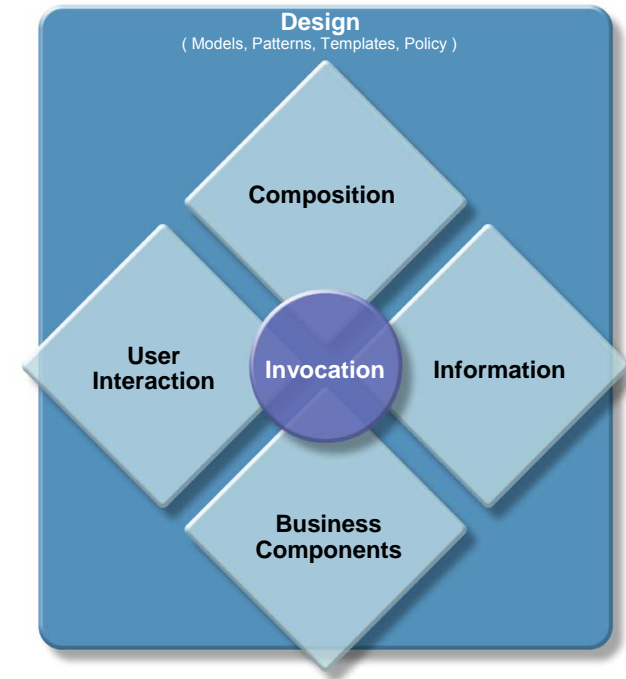 Design
( Models, Patterns, Templates, Policy )
Composition
User
Interaction
Invocation
Information
Business
Components